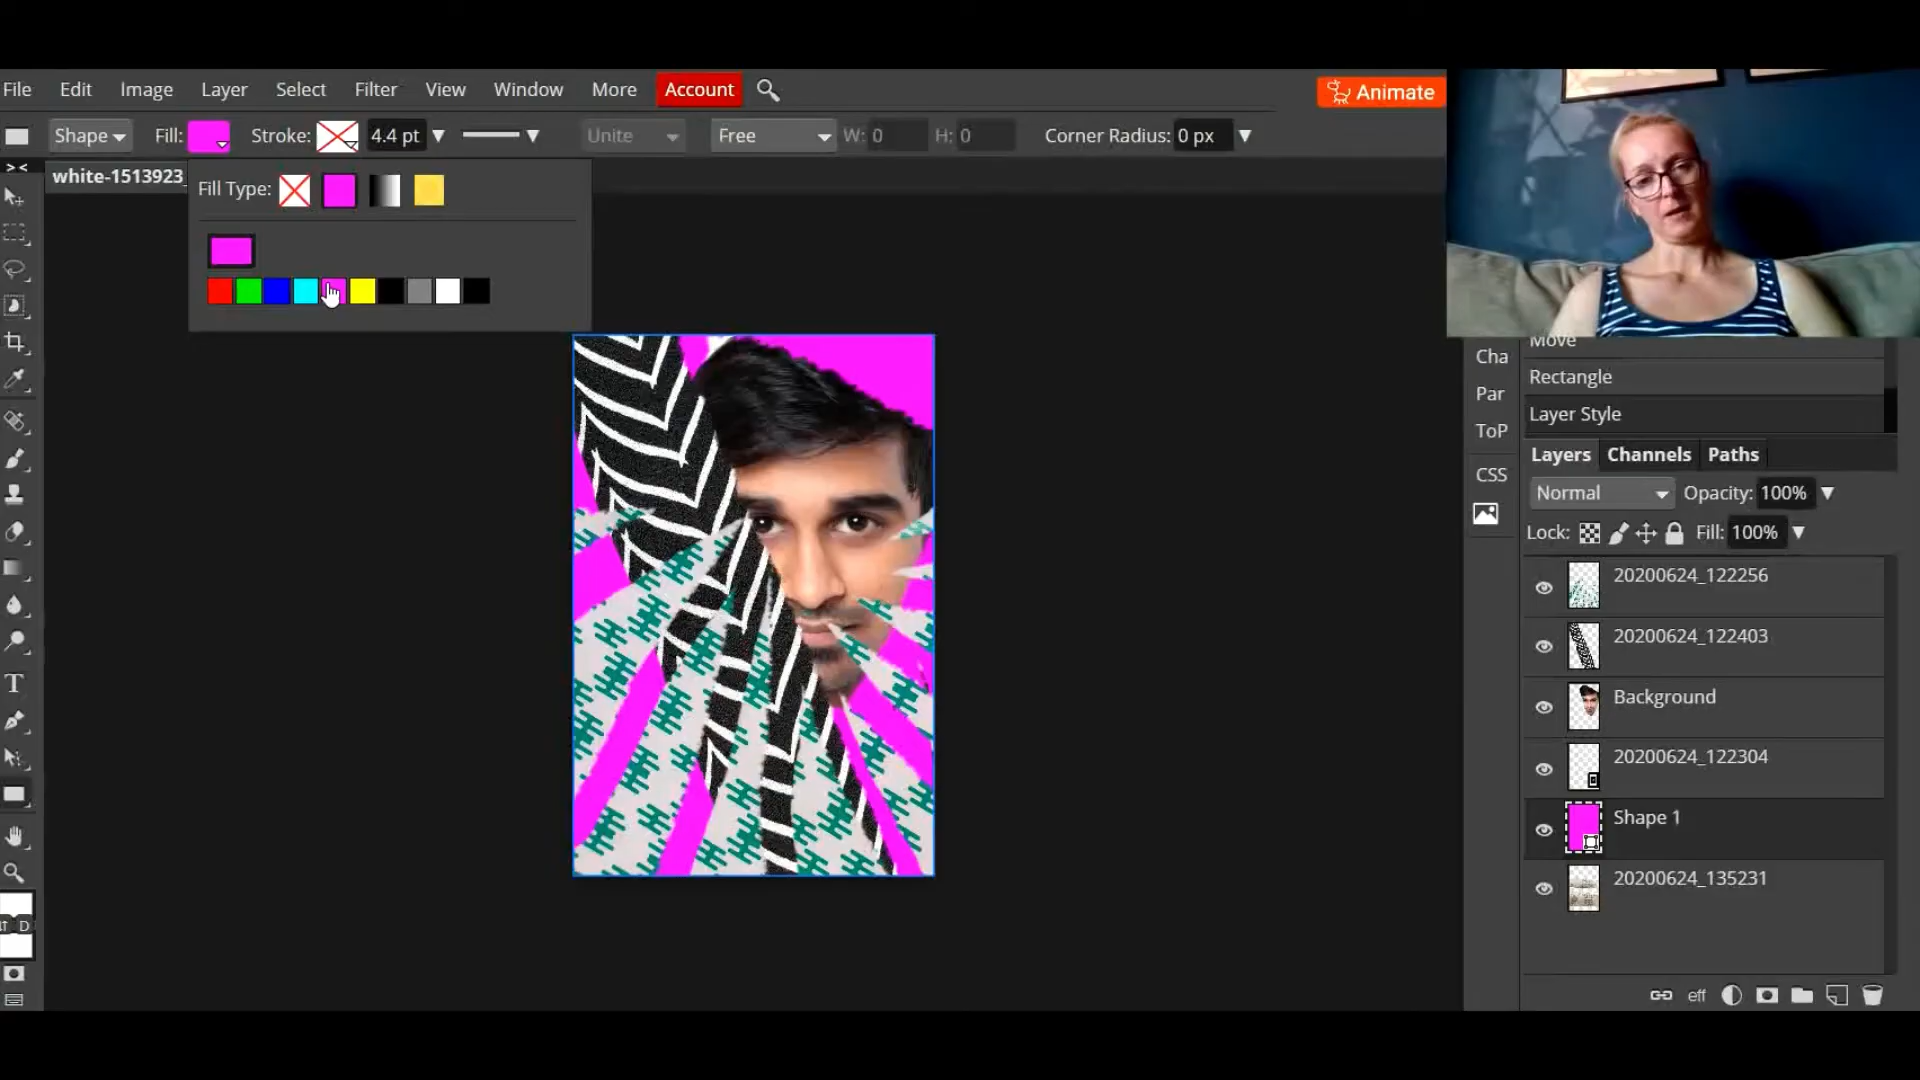 File Edit Image Layer Select Filter View Window More Account Animate
Shape Fill: Stroke: 4.4 pt Unite Free W: 0 H: 0 Corner Radius: 0 px
white-1513923_
Fill Type:
Move
Cha
Rectangle
Par
Layer Style
ToP
Layers Channels Paths
CSS
Normal Opacity: 100%
Lock: Fill: 100%
20200624_122256
20200624_122403
Background
20200624_122304
Shape 1
20200624_135231
D
eff